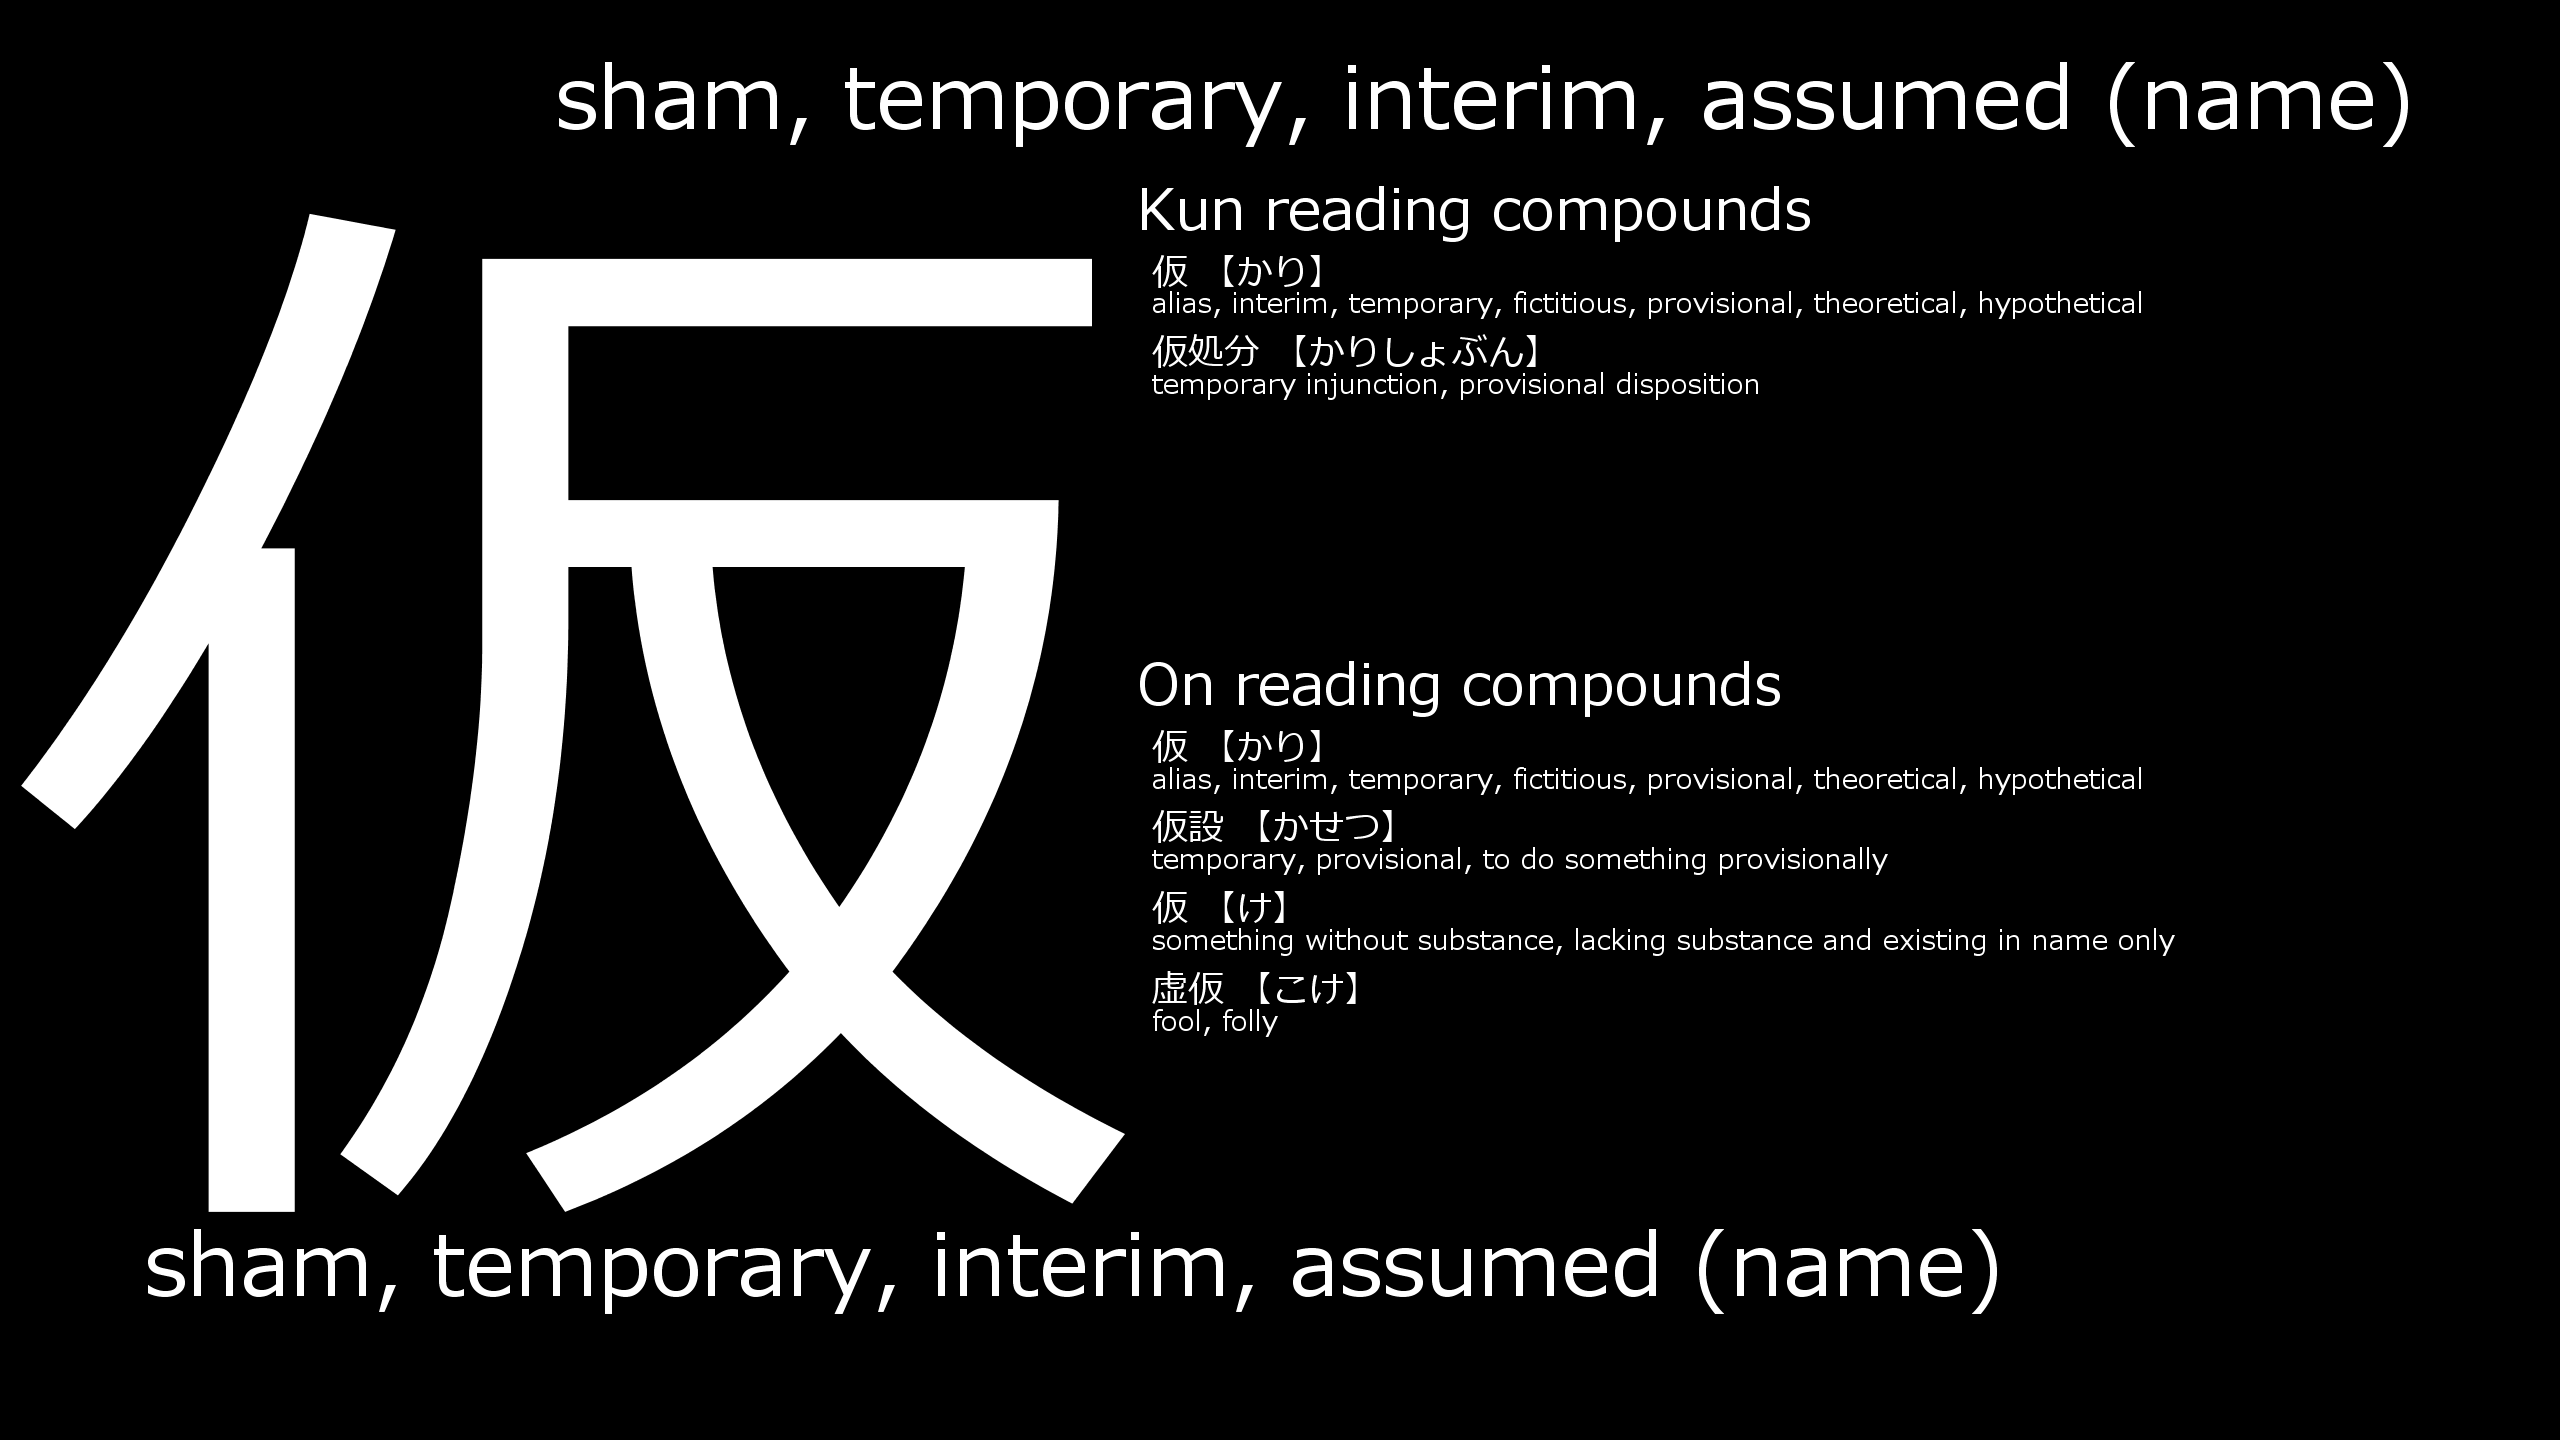 sham, temporary, interim, assumed (name)
仮
Kun reading compounds
仮 【かり】
alias, interim, temporary, fictitious, provisional, theoretical, hypothetical
仮処分 【かりしょぶん】
temporary injunction, provisional disposition
On reading compounds
仮 【かり】
alias, interim, temporary, fictitious, provisional, theoretical, hypothetical
仮設 【かせつ】
temporary, provisional, to do something provisionally
仮 【け】
something without substance, lacking substance and existing in name only
虚仮 【こけ】
fool, folly
sham, temporary, interim, assumed (name)